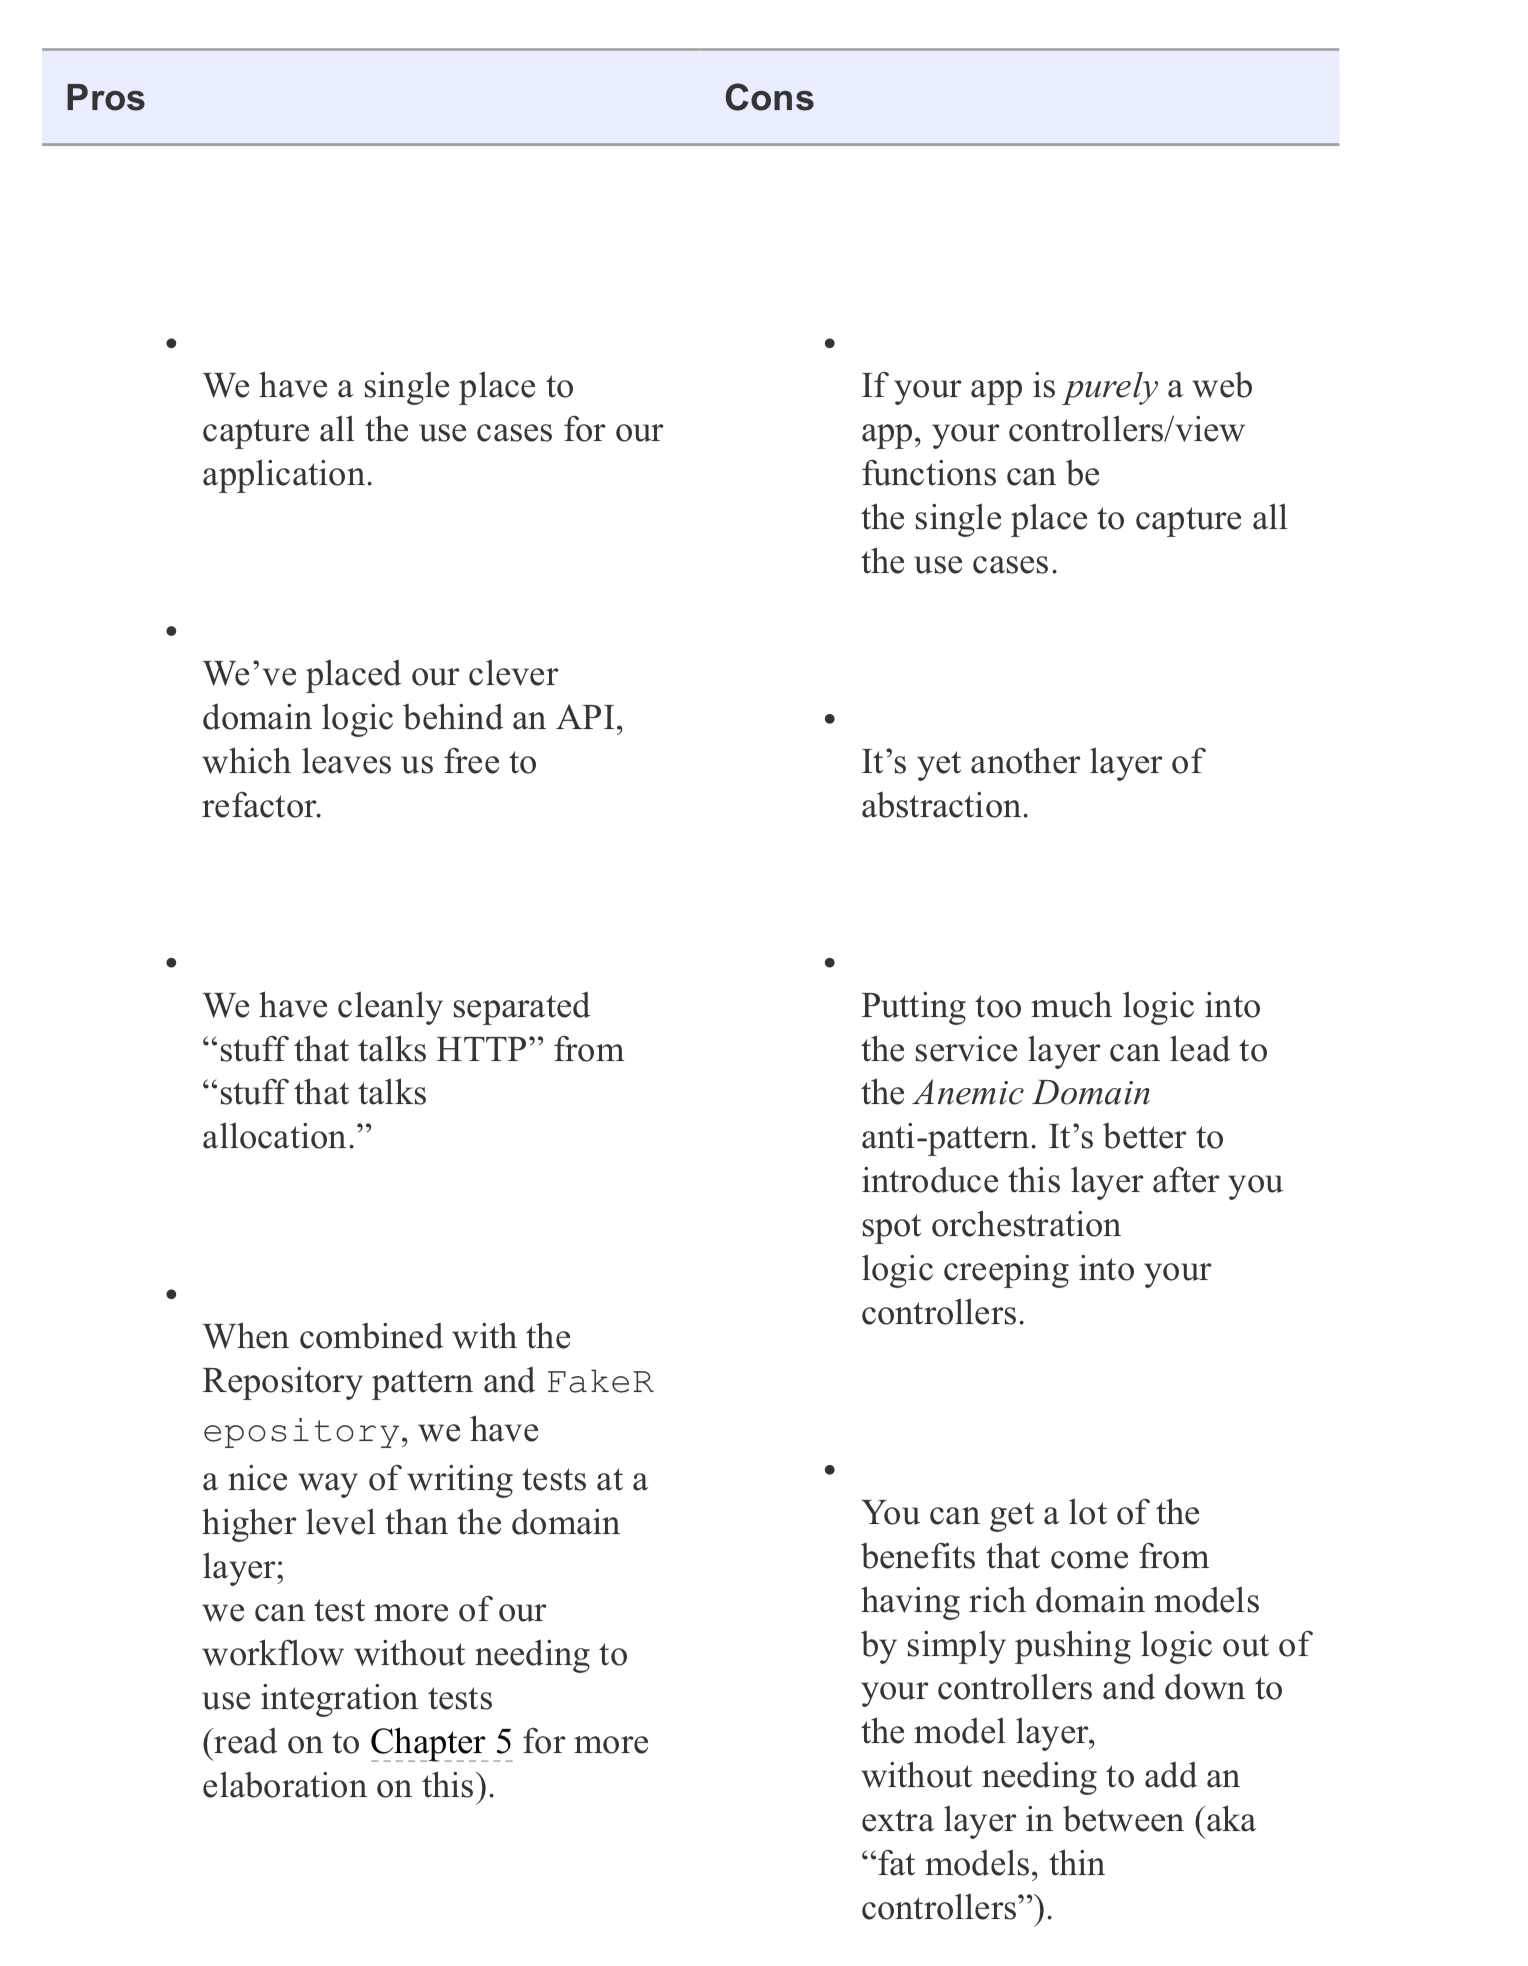 Pros
Cons
• We have a single place to
capture all the use cases for our
application.
• We’ve placed our clever
domain logic behind an API,
which leaves us free to
refactor.
• We have cleanly separated
“stuff that talks HTTP” from
“stuff that talks
allocation.”
• When combined with the
Repository pattern and FakeR
epository, we have
a nice way of writing tests at a
higher level than the domain
layer;
we can test more of our
workflow without needing to
use integration tests
(read on to Chapter 5 for more
elaboration on this).
• If your app is purely a web
app, your controllers/view
functions can be
the single place to capture all
the use cases.
• It’s yet another layer of
abstraction.
• Putting too much logic into
the service layer can lead to
the Anemic Domain
anti-pattern. It’s better to
introduce this layer after you
spot orchestration
logic creeping into your
controllers.
• You can get a lot of the
benefits that come from
having rich domain models
by simply pushing logic out of
your controllers and down to
the model layer,
without needing to add an
extra layer in between (aka
“fat models, thin
controllers”).